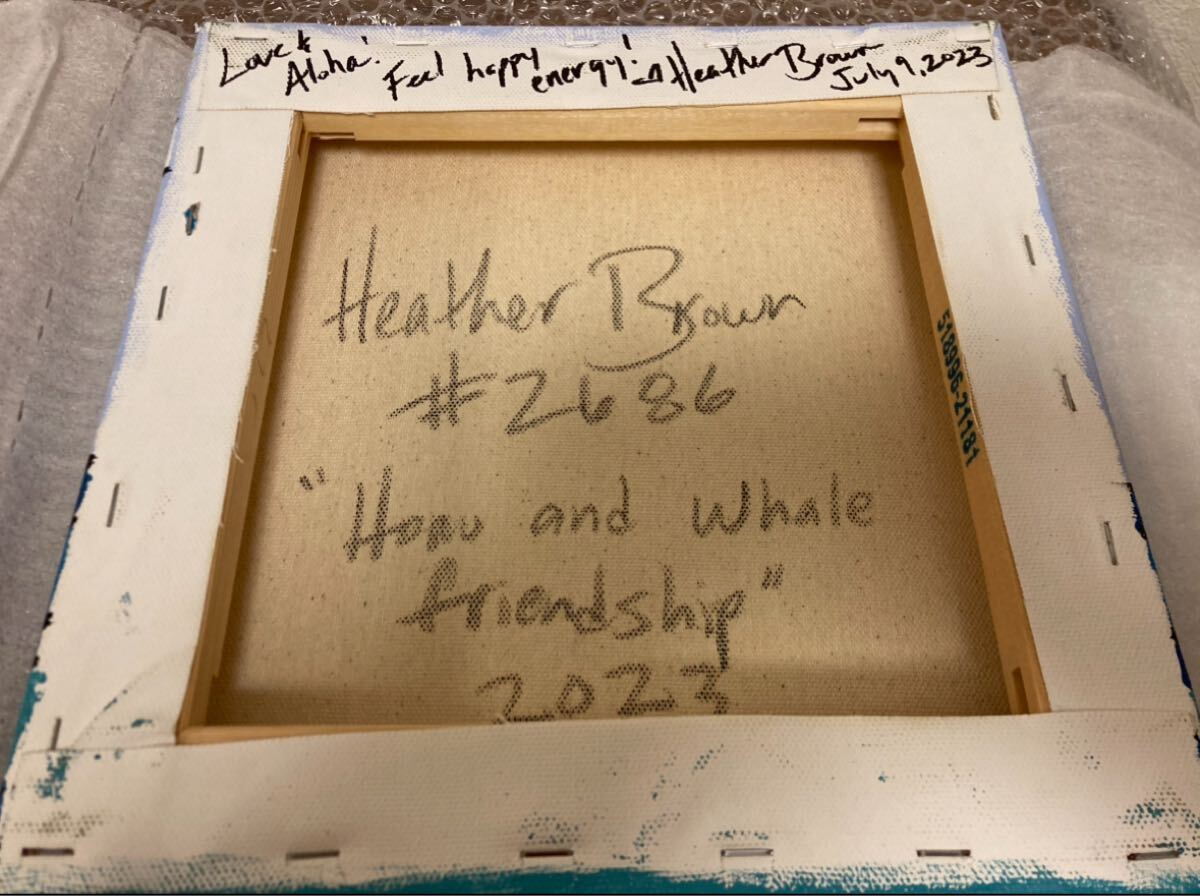 Love &
Aloha!
Feel happy
energy!
Heather Brown
July 9, 2023
Heather Brown
#2686
"Honu and whale
friendship"
2023
518996-21181